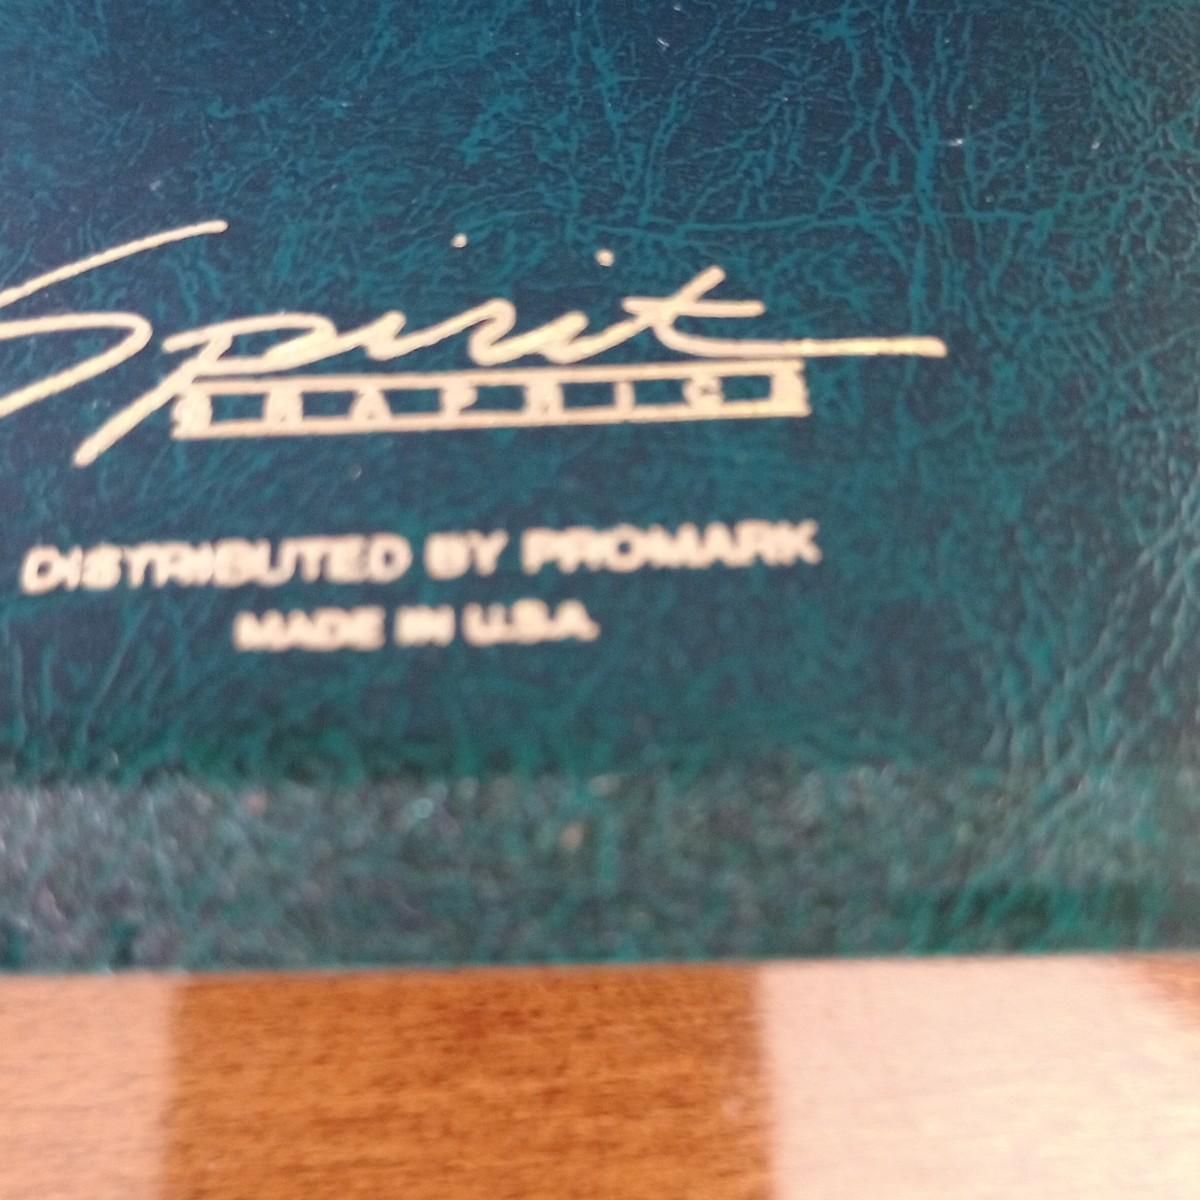 Spirit
GRAPHICS
DISTRIBUTED BY PROMARK
MADE IN U.S.A.